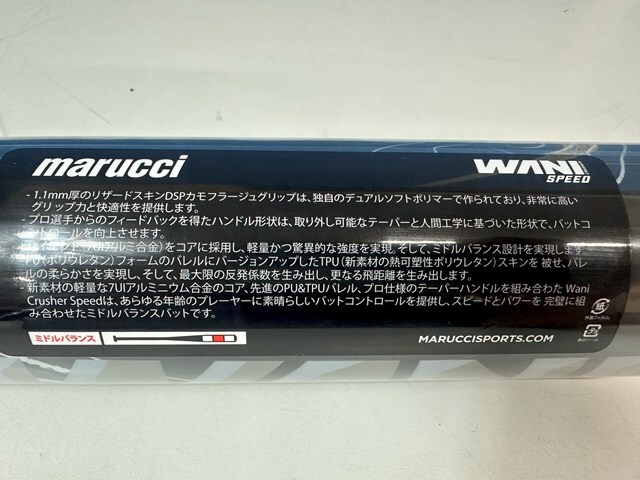 marucci
WANI
SPEED
- 1.1mm厚のリザードスキンDSPカモフラージュグリップは、独自のデュアルソフトポリマーで作られており、非常に高い
グリップ力と快適性を提供します。
- プロ選手からのフィードバックを得たハンドル形状は、取り外し可能なテーパーと人間工学に基づいた形状で、バットコ
ントロールを向上させます。
(7Uアルミ合金)をコアに採用し、軽量かつ驚異的な強度を実現。そして、ミドルバランス設計を実現します
PU(ポリウレタン)フォームのバレルにバージョンアップしたTPU(新素材の熱可塑性ポリウレタン)スキンを被せ、バレ
ルの柔らかさを実現し、そして、最大限の反発係数を生み出し、更なる飛距離を生み出します。
新素材の軽量な7Uアルミニウム合金のコア、先進のPU&TPUバレル、プロ仕様のテーパーハンドルを組み合わせた Wani
Crusher Speedは、あらゆる年齢のプレーヤーに素晴らしいバットコントロールを提供し、スピードとパワーを 完璧に組
み合わせたミドルバランスバットです。
ミドルバランス
MARUCCISPORTS.COM
プラ
外装フィルム